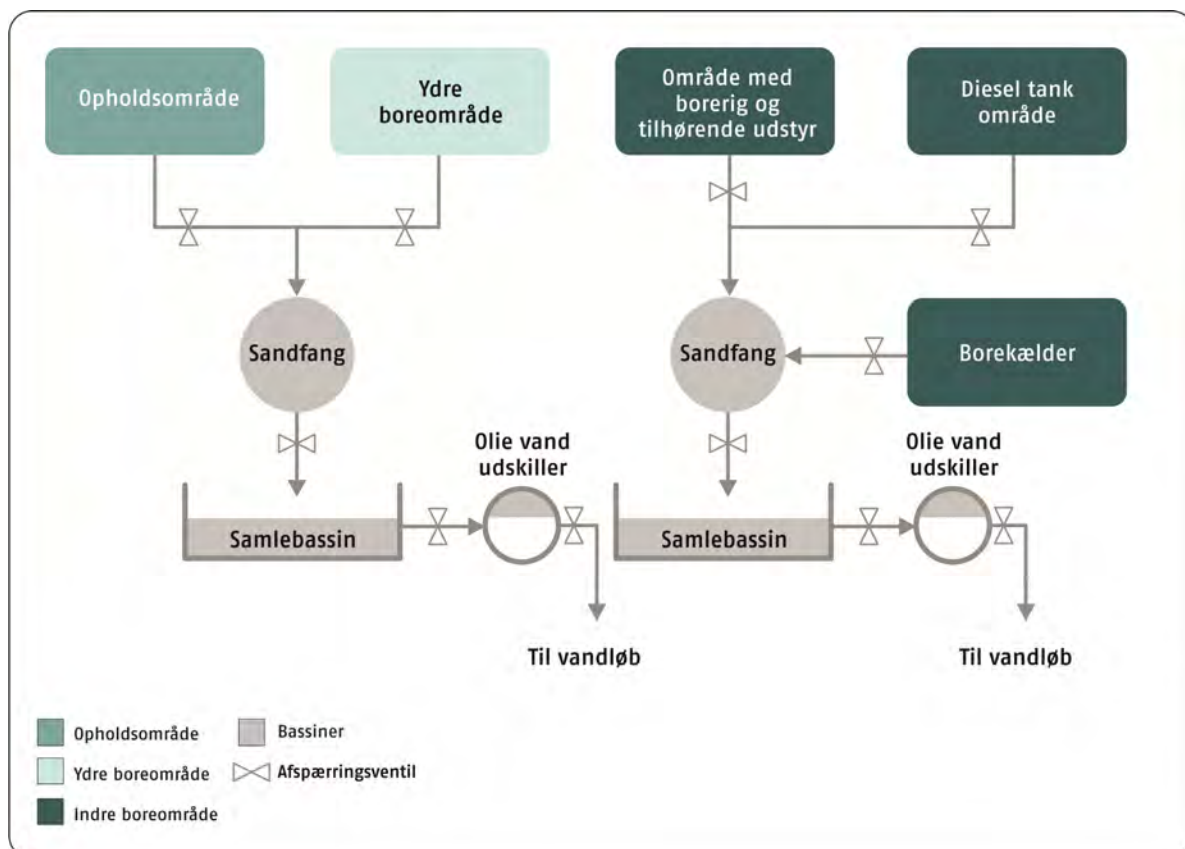 Opholdsområde
Ydre
boreområde
Område med
borerig og
tilhørende udstyr
Diesel tank
område
Sandfang
Sandfang
Borekælder
Olie vand
udskiller
Olie vand
udskiller
Samlebassin
Samlebassin
Til vandløb
Til vandløb
Opholdsområde
Bassiner
Ydre boreområde
Afspærringsventil
Indre boreområde